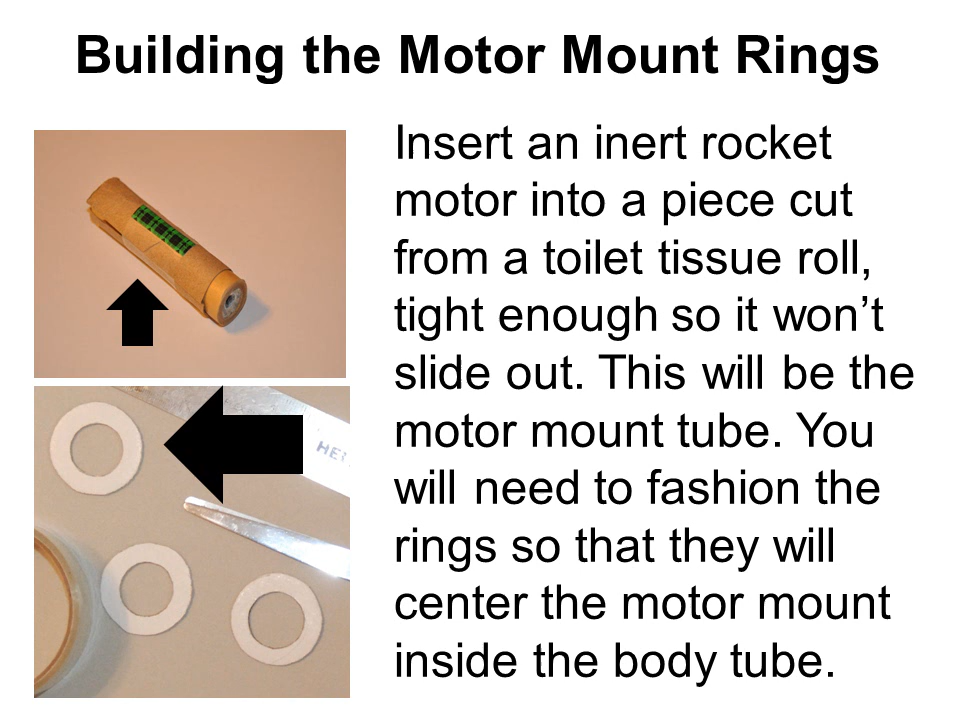 Building the Motor Mount Rings
Insert an inert rocket
motor into a piece cut
from a toilet tissue roll,
tight enough so it won’t
slide out. This will be the
motor mount tube. You
will need to fashion the
rings so that they will
center the motor mount
inside the body tube.